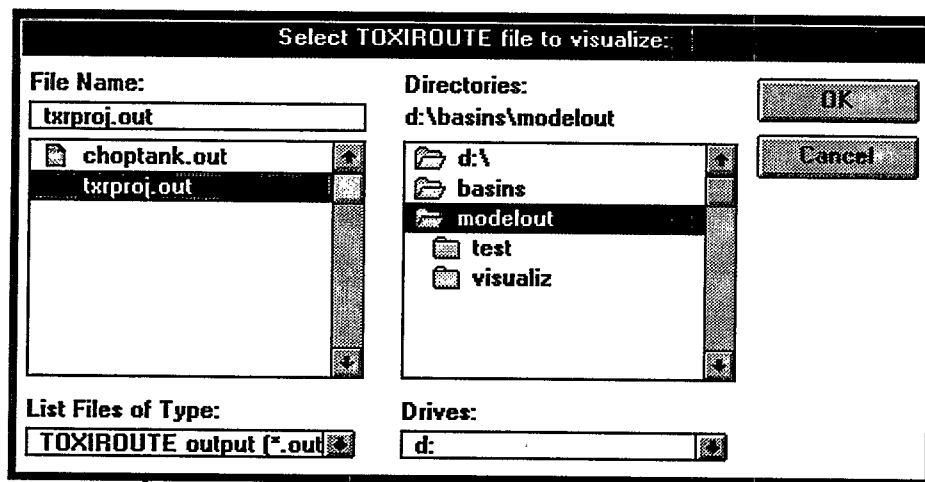 Select TOXIROUTE file to visualize:
File Name:
txrproj.out
choptank.out
txrproj.out
List Files of Type:
TOXIROUTE output (*.out
Directories:
d:\basins\modelout
d:\
basins
modelout
test
visualiz
Drives:
d:
OK
Cancel